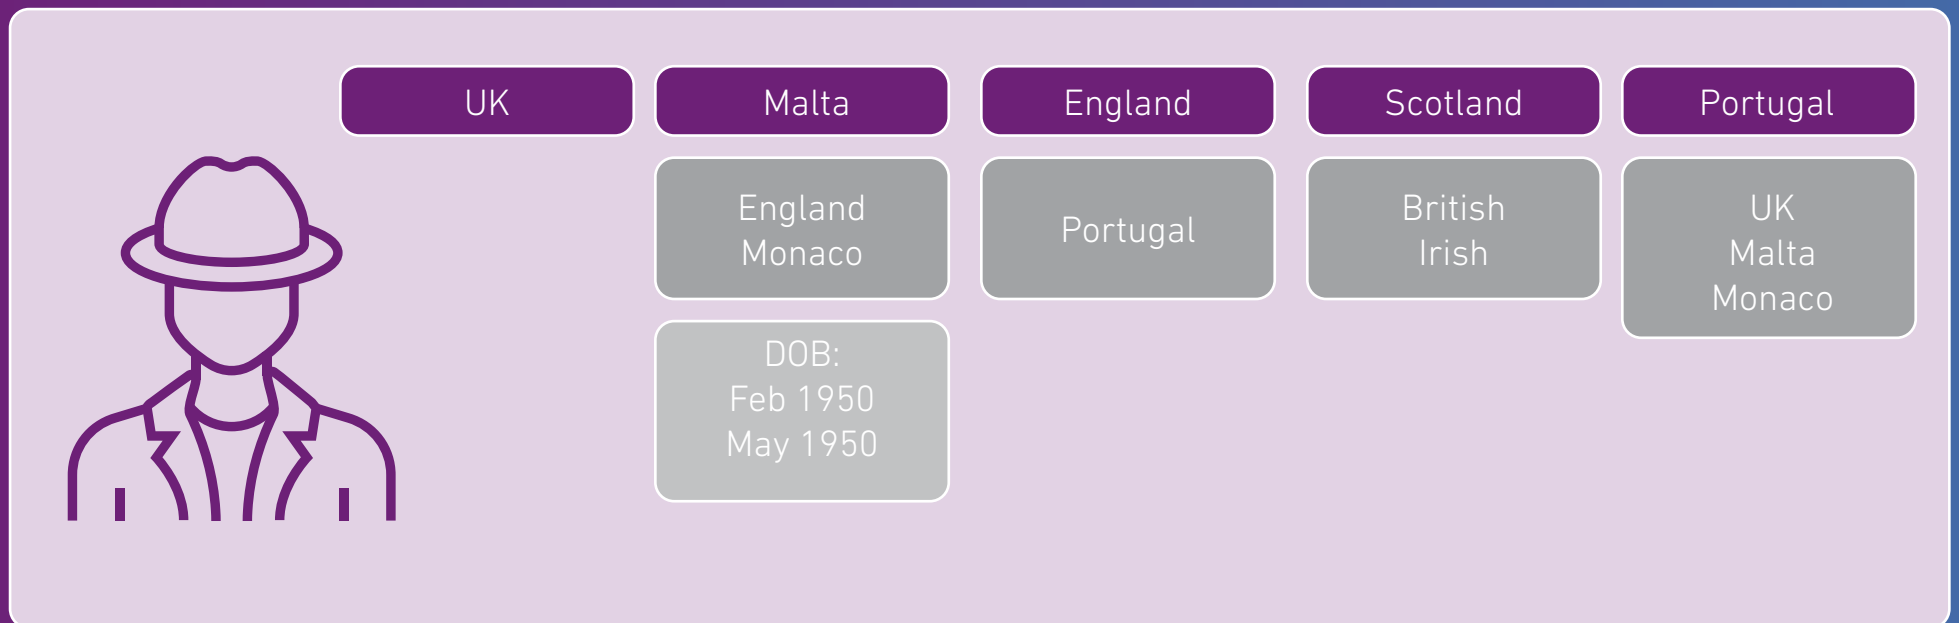 UK
Malta
England
Scotland
Portugal
England
Monaco
Portugal
British
Irish
UK
Malta
Monaco
DOB:
Feb 1950
May 1950